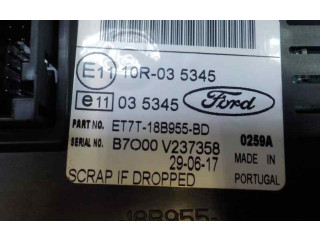 E11 10R-03 5345
e11 03 5345
Ford
PART NO. ET7T-18B955-BD
SERIAL NO. B7O00 V237358 0259A
29-06-17 MADE IN
SCRAP IF DROPPED PORTUGAL
18B955-